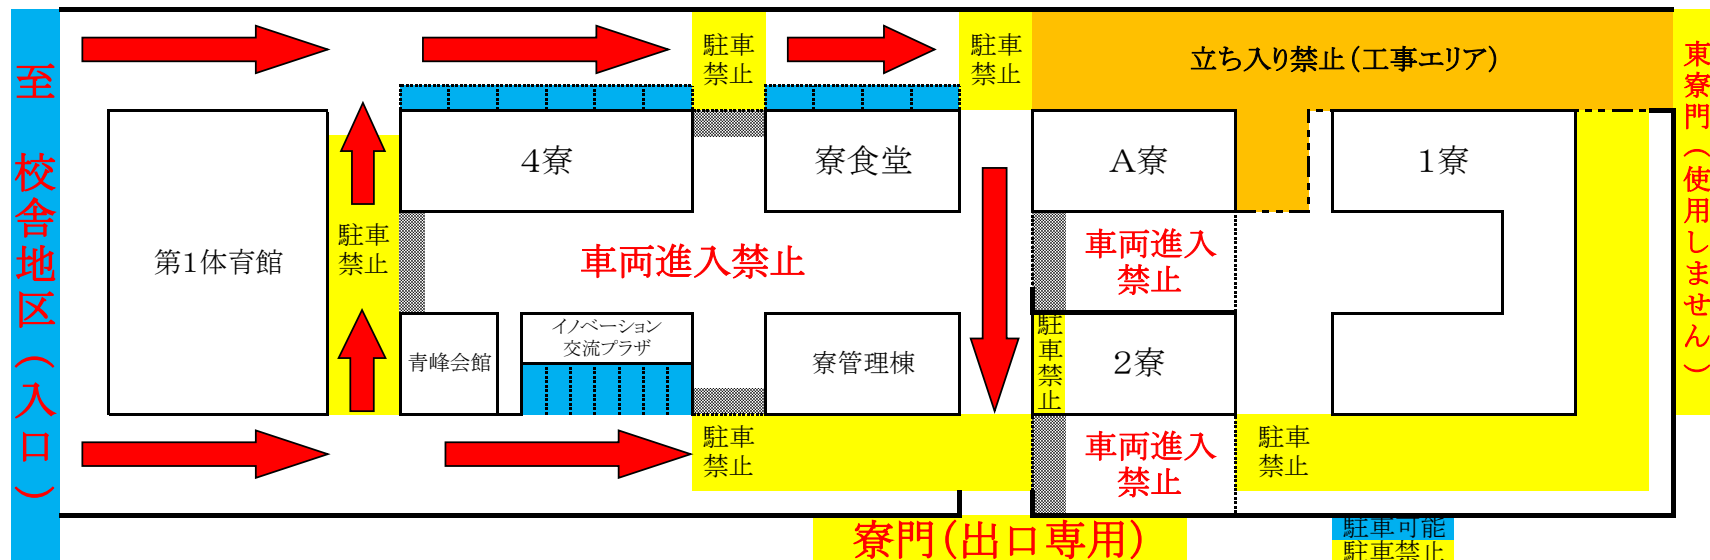 至 校舎地区(入口)
駐車
禁止
駐車
禁止
立ち入り禁止(工事エリア)
東寮門(使用しません)
4寮
寮食堂
A寮
1寮
第1体育館
駐車
禁止
車両進入禁止
車両進入
禁止
青峰会館
イノベーション
交流プラザ
寮管理棟
駐車禁止
2寮
駐車
禁止
車両進入
禁止
駐車
禁止
寮門(出口専用)
駐車可能
駐車禁止